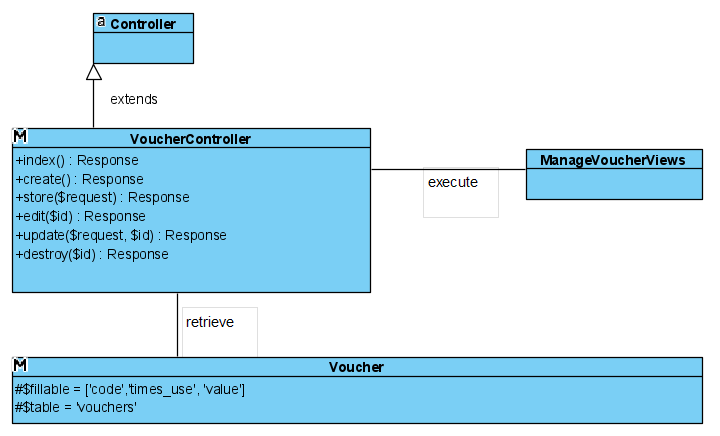 a Controller
extends
M
VoucherController
+index() : Response
+create() : Response
+store($request) : Response
+edit($id) : Response
+update($request, $id) : Response
+destroy($id) : Response
ManageVoucherViews
execute
retrieve
M
Voucher
#$fillable = ['code','times_use', 'value']
#$table = 'vouchers'